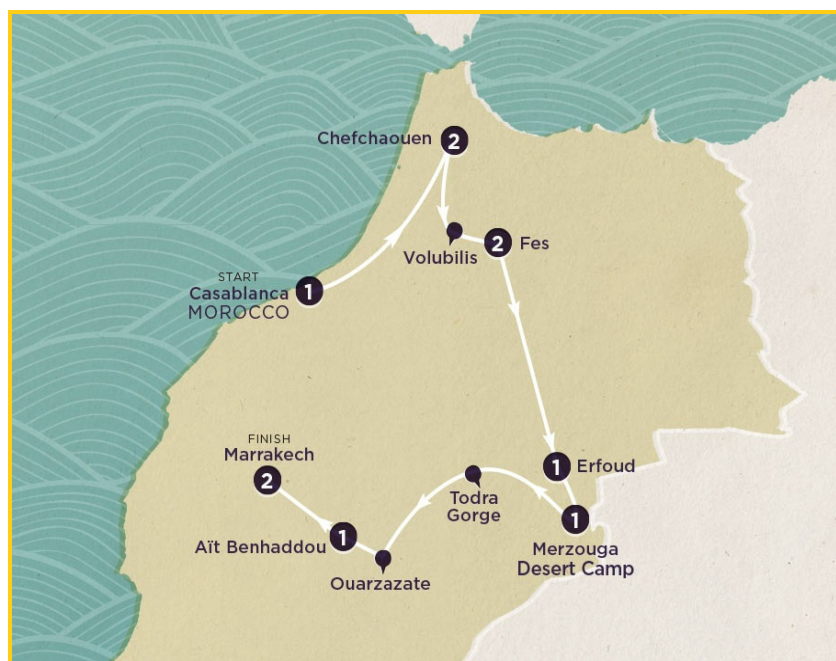 Chefchaouen
2
Volubilis
2
Fes
START
Casablanca
MOROCCO
1
1
Erfoud
FINISH
Marrakech
2
Todra
Gorge
1
Merzouga
Desert Camp
Aït Benhaddou
1
Ouarzazate